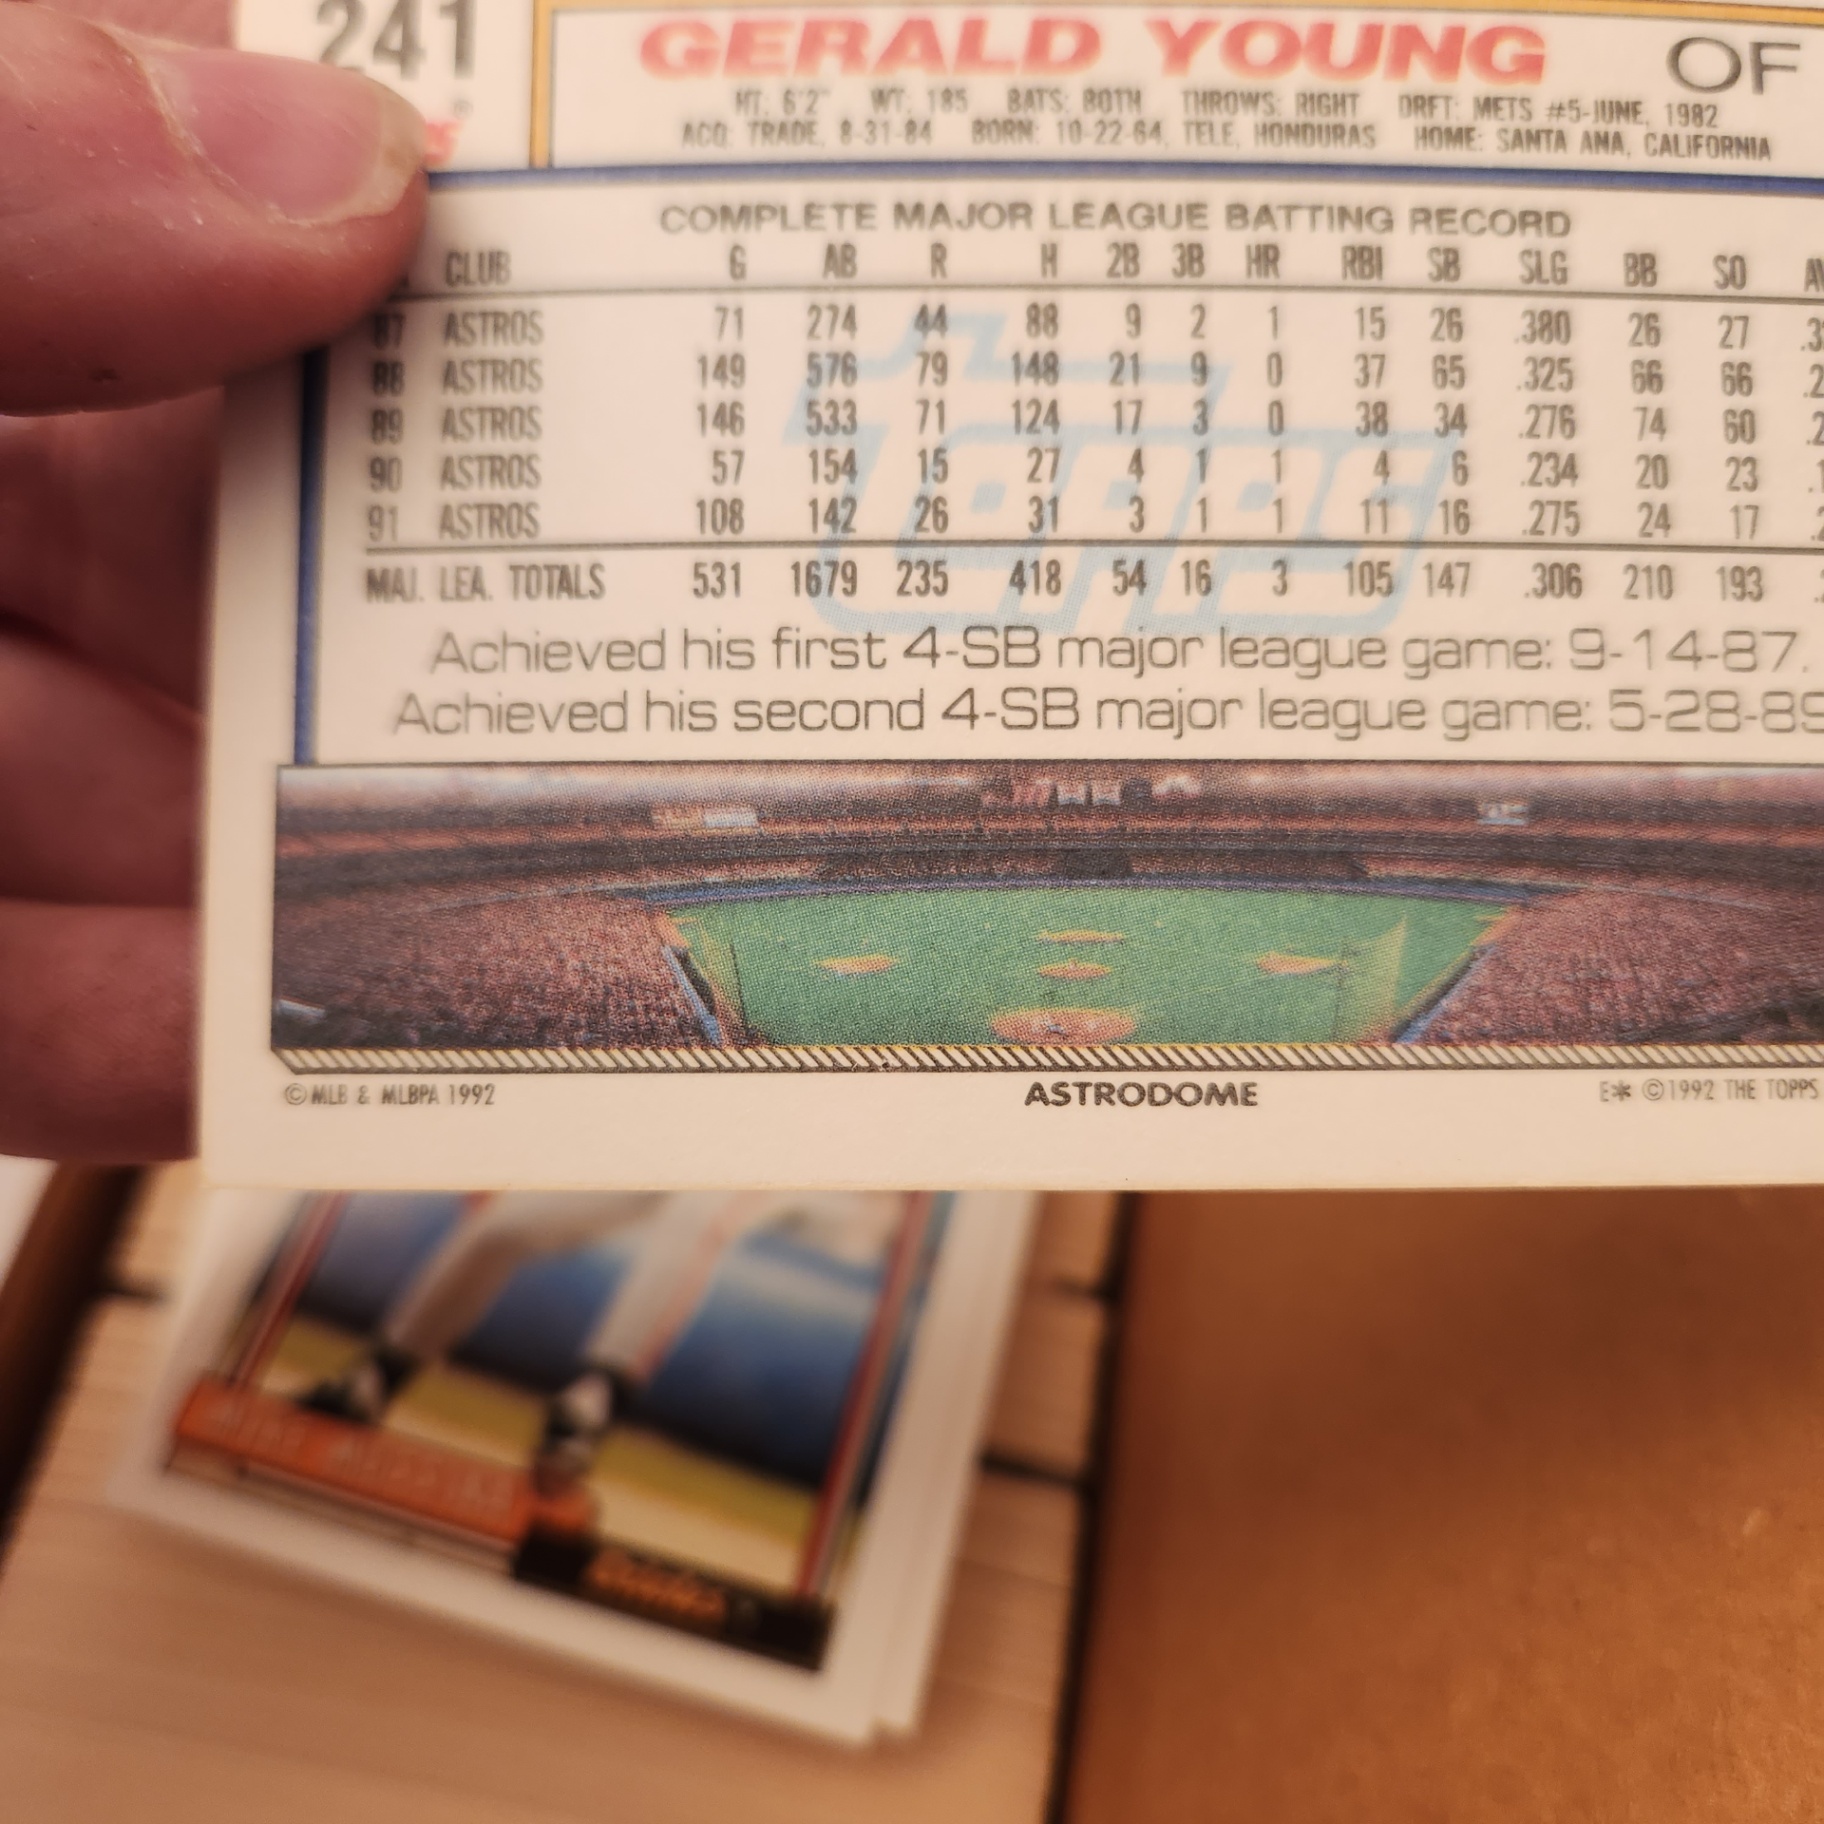 241
GERALD YOUNG OF
HT: 6'2" WT: 185 BATS: BOTH THROWS: RIGHT DRFT: METS #5-JUNE, 1982
ACQ: TRADE, 8-31-84 BORN: 10-22-64, TELE, HONDURAS HOME: SANTA ANA, CALIFORNIA
COMPLETE MAJOR LEAGUE BATTING RECORD
CLUB G AB R H 2B 3B HR RBI SB SLG BB SO
87 ASTROS 71 274 44 88 9 2 1 15 26 .380 26 27
88 ASTROS 149 576 79 148 21 9 0 37 65 .325 66 66
89 ASTROS 146 533 71 124 17 3 0 38 34 .276 74 60
90 ASTROS 57 154 15 27 4 1 1 4 6 .234 20 23
91 ASTROS 108 142 26 31 3 1 1 11 16 .275 24 17
MAJ. LEA. TOTALS 531 1679 235 418 54 16 3 105 147 .306 210 193
topps
Achieved his first 4-SB major league game: 9-14-87.
Achieved his second 4-SB major league game: 5-28-89
© MLB & MLBPA 1992 ASTRODOME E* © 1992 THE TOPPS